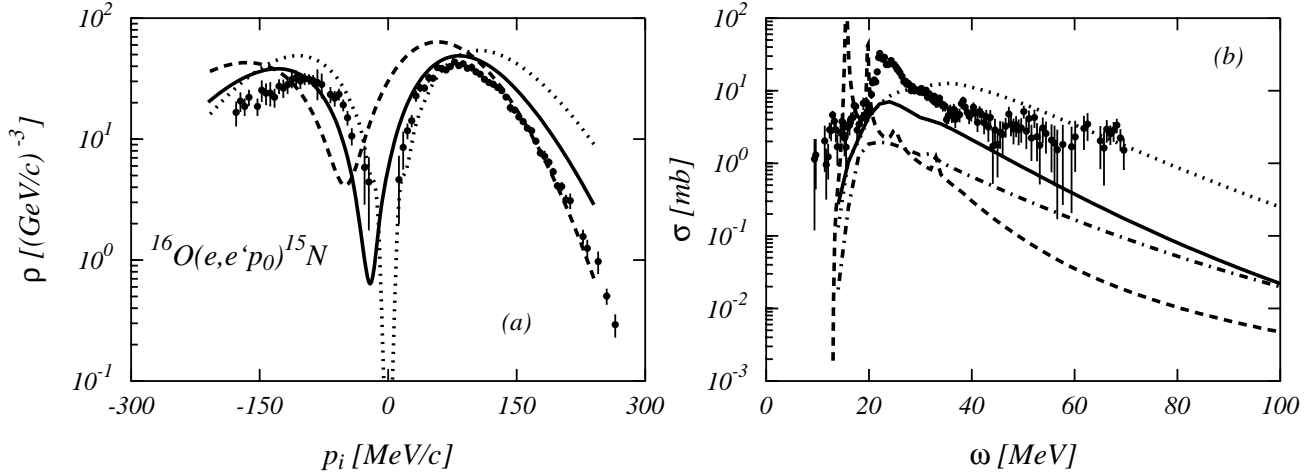 ρ [(GeV/c)⁻³]
10²
10¹
10⁰
10⁻¹
¹⁶O(e,e‘p₀)¹⁵N
(a)
-300 -150 0 150 300
pᵢ [MeV/c]
σ [mb]
10²
10¹
10⁰
10⁻¹
10⁻²
10⁻³
(b)
0 20 40 60 80 100
ω [MeV]